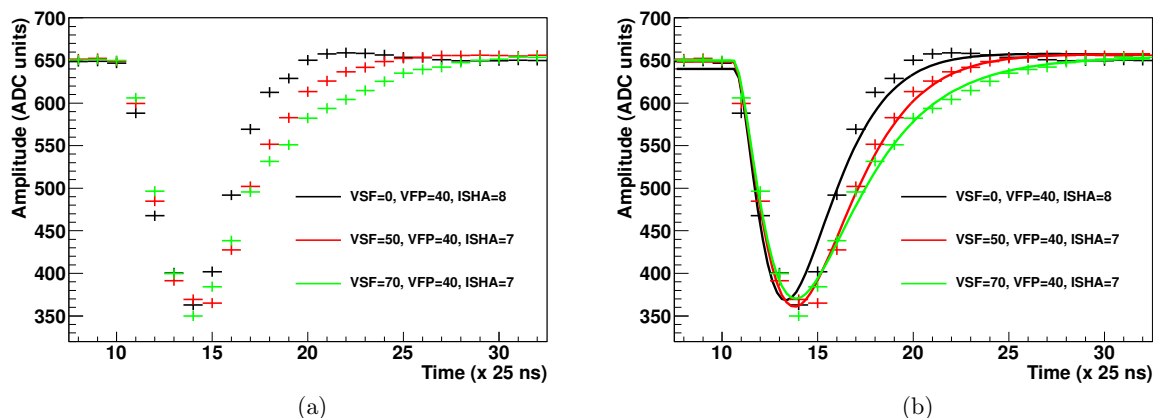 Amplitude (ADC units)
700
650
600
550
500
450
400
350
VSF=0, VFP=40, ISHA=8
VSF=50, VFP=40, ISHA=7
VSF=70, VFP=40, ISHA=7
10 15 20 25 30
Time (x 25 ns)
(a)
Amplitude (ADC units)
700
650
600
550
500
450
400
350
VSF=0, VFP=40, ISHA=8
VSF=50, VFP=40, ISHA=7
VSF=70, VFP=40, ISHA=7
10 15 20 25 30
Time (x 25 ns)
(b)